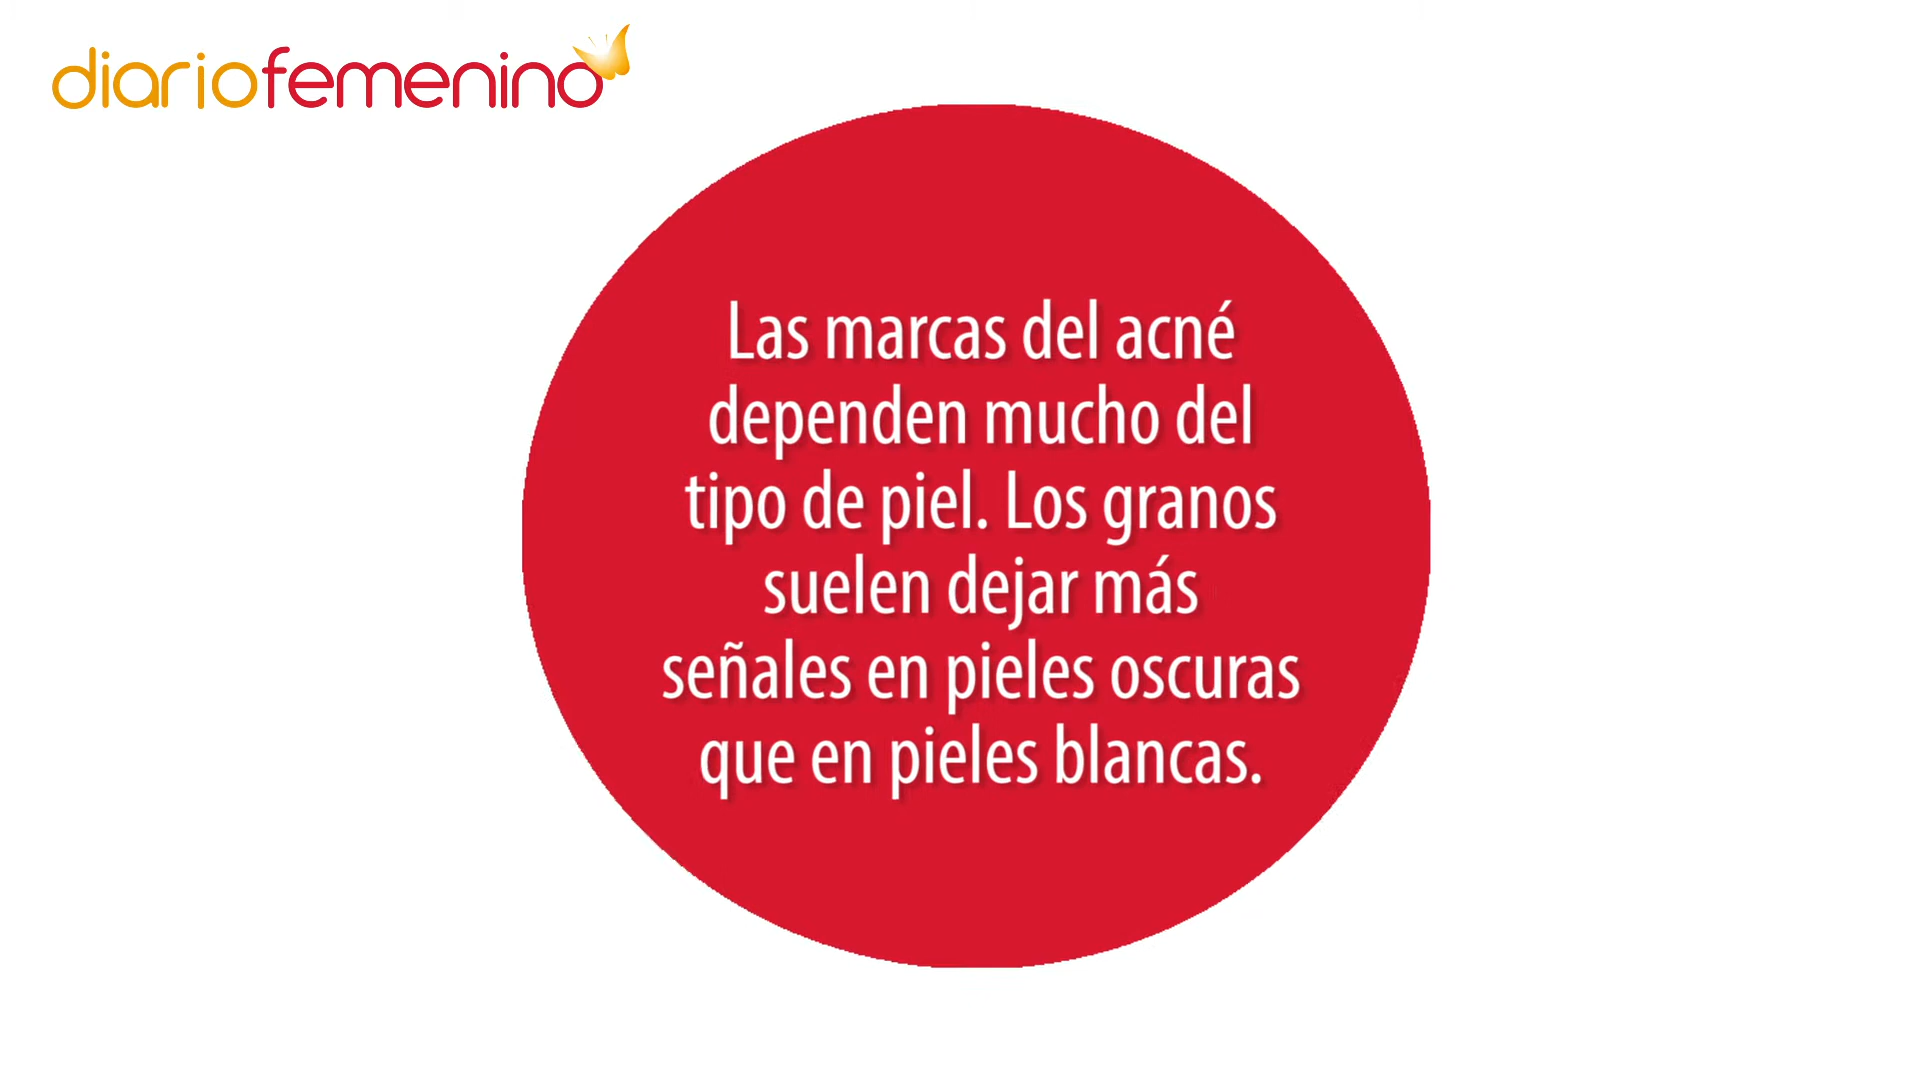 diariofemenino
Las marcas del acné
dependen mucho del
tipo de piel. Los granos
suelen dejar más
señales en pieles oscuras
que en pieles blancas.